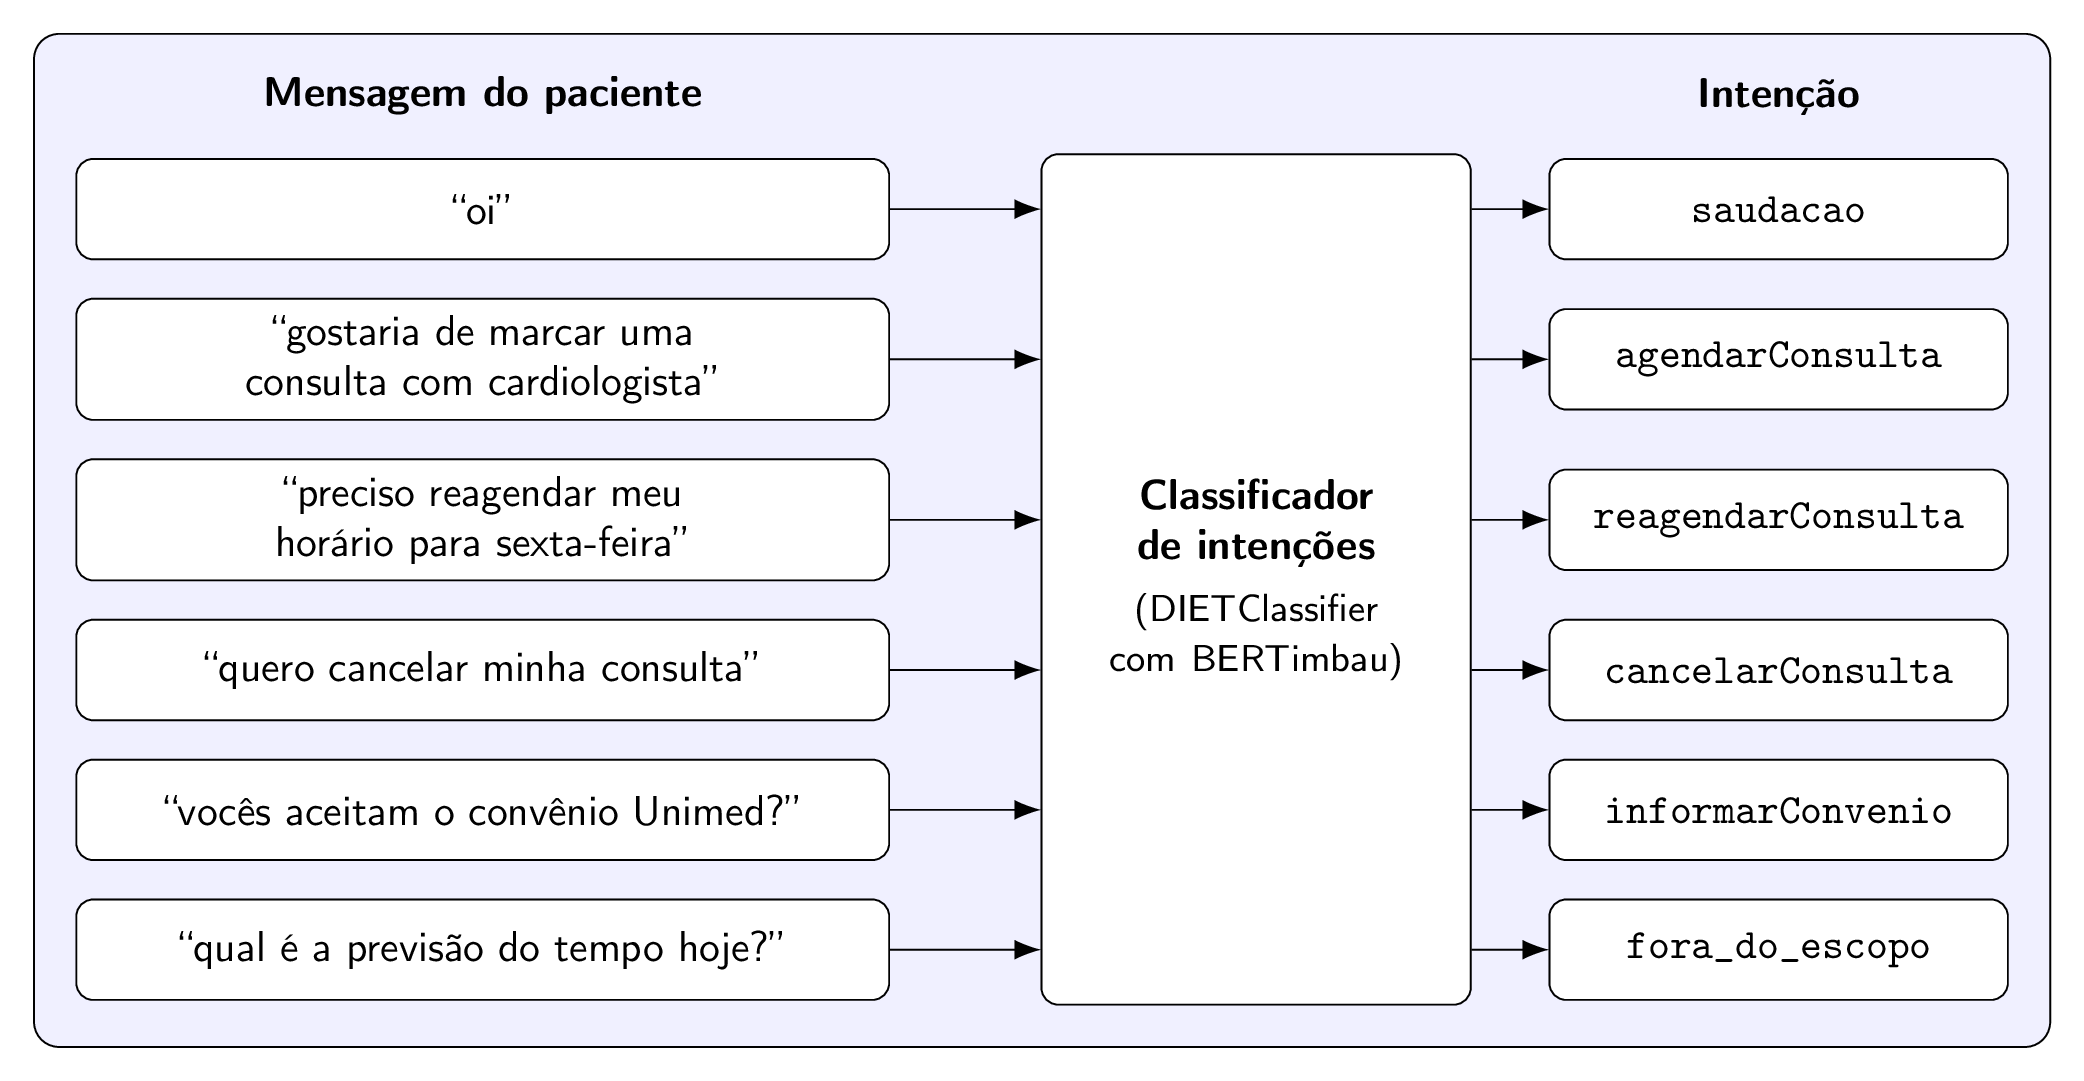 Mensagem do paciente
Intenção
“oi”
saudacao
“gostaria de marcar uma
consulta com cardiologista”
agendarConsulta
“preciso reagendar meu
horário para sexta-feira”
reagendarConsulta
Classificador
de intenções
(DIETClassifier
com BERTimbau)
“quero cancelar minha consulta”
cancelarConsulta
“vocês aceitam o convênio Unimed?”
informarConvenio
“qual é a previsão do tempo hoje?”
fora_do_escopo